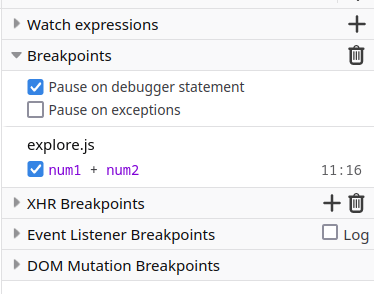 Watch expressions
Breakpoints
Pause on debugger statement
Pause on exceptions
explore.js
num1 + num2 11:16
XHR Breakpoints
Event Listener Breakpoints Log
DOM Mutation Breakpoints